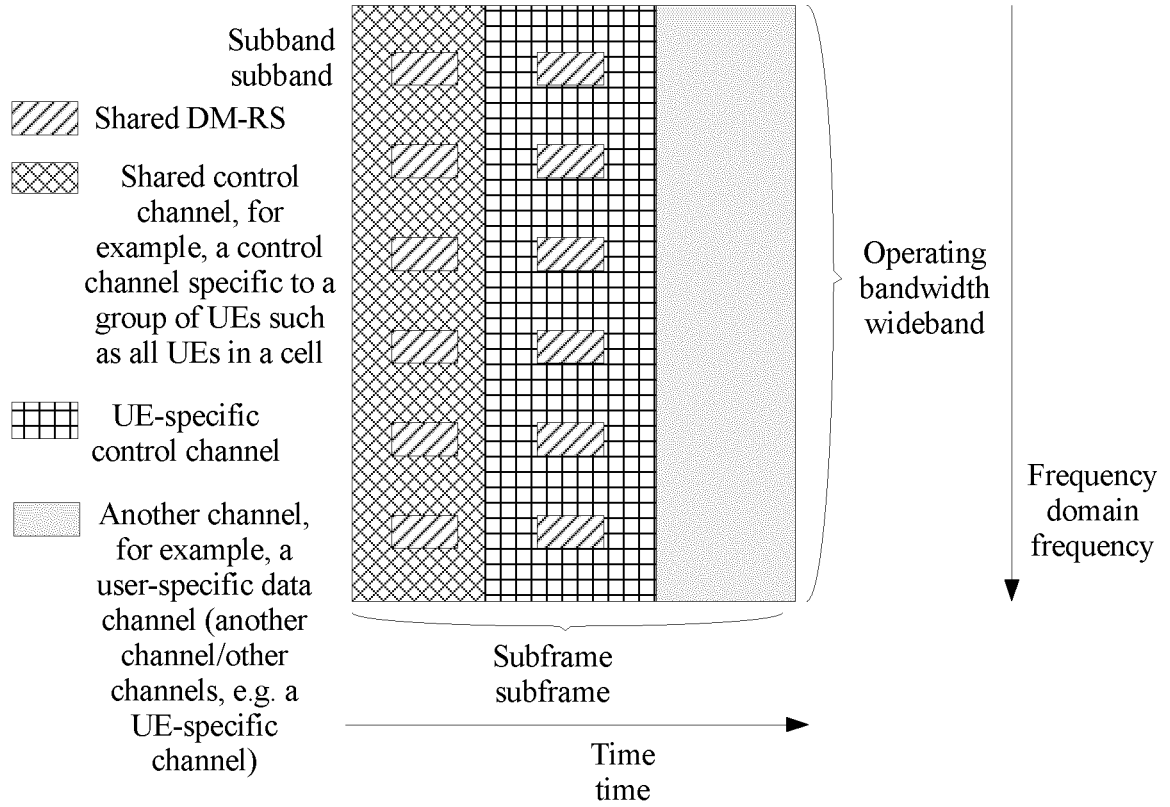 Subband
subband
Shared DM-RS
Shared control
channel, for
example, a control
channel specific to a
group of UEs such
as all UEs in a cell
UE-specific
control channel
Another channel,
for example, a
user-specific data
channel (another
channel/other
channels, e.g. a
UE-specific
channel)
Operating
bandwidth
wideband
Frequency
domain
frequency
Subframe
subframe
Time
time